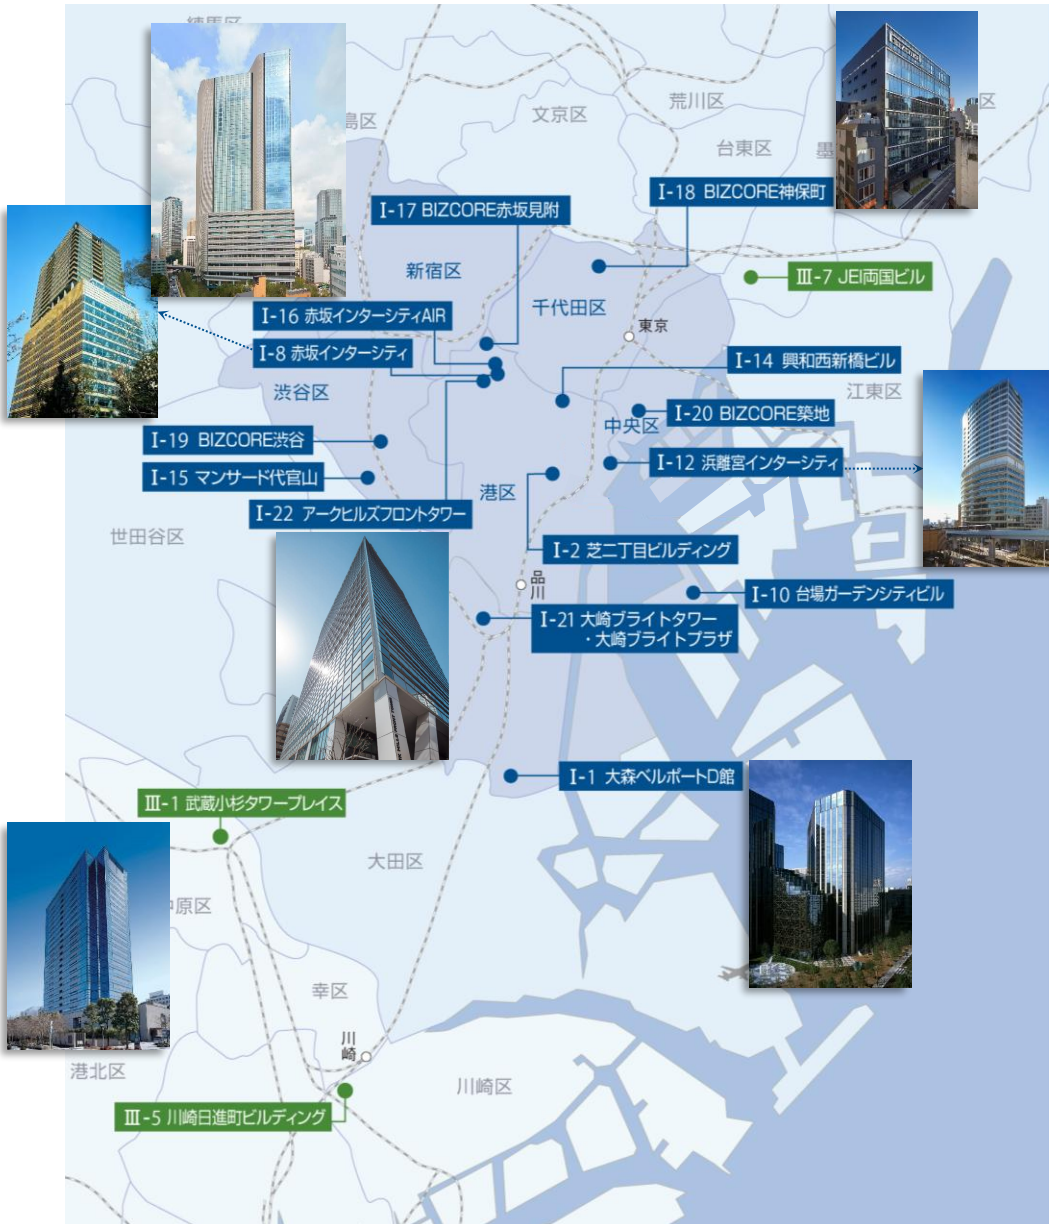 練馬区
島区
文京区
荒川区
区
台東区
墨
BIZCORE
I-17 BIZCORE赤坂見附
I-18 BIZCORE神保町
新宿区
千代田区
III-7 JEI両国ビル
I-16 赤坂インターシティAIR
東京
I-8 赤坂インターシティ
I-14 興和西新橋ビル
渋谷区
江東区
中央区
I-20 BIZCORE築地
I-19 BIZCORE渋谷
I-12 浜離宮インターシティ
I-15 マンサード代官山
港区
I-22 アークヒルズフロントタワー
世田谷区
I-2 芝二丁目ビルディング
品川
I-10 台場ガーデンシティビル
I-21 大崎ブライトタワー
・大崎ブライトプラザ
I-1 大森ベルポートD館
III-1 武蔵小杉タワープレイス
大田区
中原区
幸区
川崎
港北区
川崎区
III-5 川崎日進町ビルディング